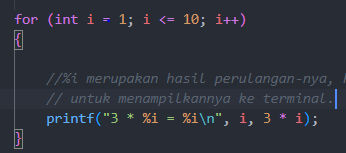 for (int i = 1; i <= 10; i++)
{
//%i merupakan hasil perulangan-nya,
// untuk menampilkannya ke terminal.
printf("3 * %i = %i\n", i, 3 * i);
}